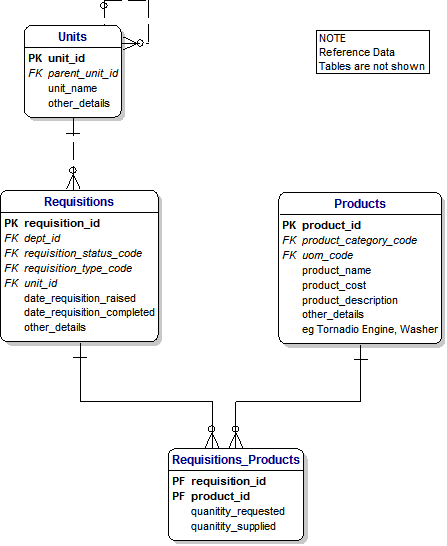 Units
PK unit_id
FK parent_unit_id
unit_name
other_details
NOTE
Reference Data
Tables are not shown
Requisitions
PK requisition_id
FK dept_id
FK requisition_status_code
FK requisition_type_code
FK unit_id
date_requisition_raised
date_requisition_completed
other_details
Products
PK product_id
FK product_category_code
FK uom_code
product_name
product_cost
product_description
other_details
eg Tornadio Engine, Washer
Requisitions_Products
PF requisition_id
PF product_id
quanitity_requested
quanitity_supplied